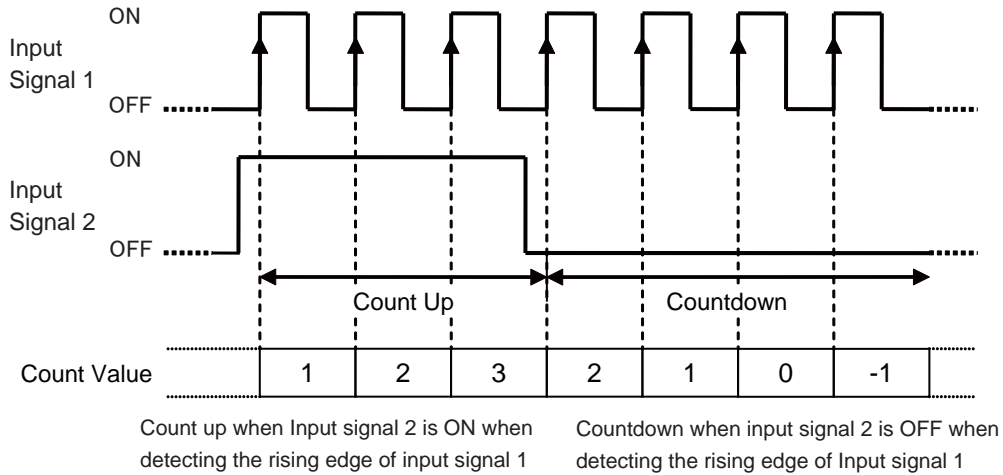 ON
Input
Signal 1
OFF
ON
Input
Signal 2
OFF
Count Up
Countdown
Count Value 1 2 3 2 1 0 -1
Count up when Input signal 2 is ON when
detecting the rising edge of input signal 1
Countdown when input signal 2 is OFF when
detecting the rising edge of Input signal 1